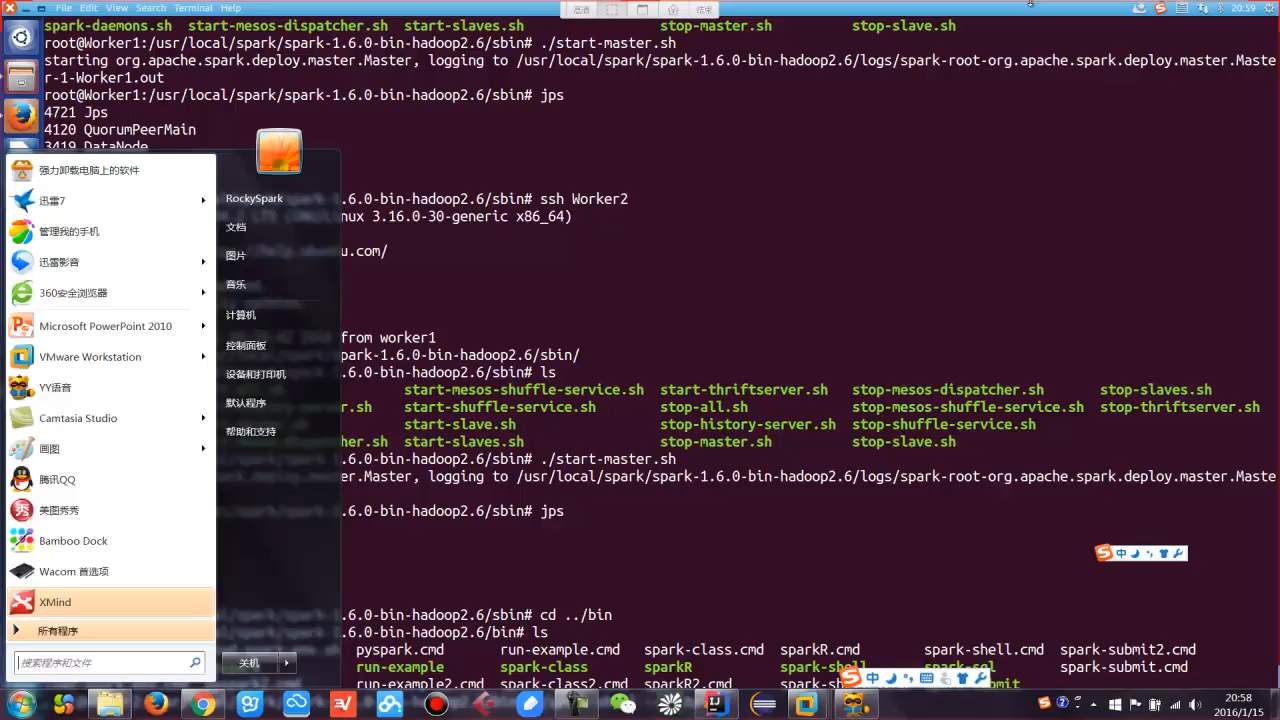 File Edit View Search Terminal Help
高清
结束
20:59
spark-daemons.sh start-mesos-dispatcher.sh start-slaves.sh stop-master.sh stop-slave.sh
root@Worker1:/usr/local/spark/spark-1.6.0-bin-hadoop2.6/sbin# ./start-master.sh
starting org.apache.spark.deploy.master.Master, logging to /usr/local/spark/spark-1.6.0-bin-hadoop2.6/logs/spark-root-org.apache.spark.deploy.master.Maste
r-1-Worker1.out
root@Worker1:/usr/local/spark/spark-1.6.0-bin-hadoop2.6/sbin# jps
4721 Jps
4120 QuorumPeerMain
3419 DataNode
park-1.6.0-bin-hadoop2.6/sbin# ssh Worker2
nux 3.16.0-30-generic x86_64)
u.com/
from worker1
park-1.6.0-bin-hadoop2.6/sbin/
.6.0-bin-hadoop2.6/sbin# ls
start-mesos-shuffle-service.sh start-thriftserver.sh stop-mesos-dispatcher.sh stop-slaves.sh
er.sh start-shuffle-service.sh stop-all.sh stop-mesos-shuffle-service.sh stop-thriftserver.sh
start-slave.sh stop-history-server.sh stop-shuffle-service.sh
her.sh start-slaves.sh stop-master.sh stop-slave.sh
.6.0-bin-hadoop2.6/sbin# ./start-master.sh
er.Master, logging to /usr/local/spark/spark-1.6.0-bin-hadoop2.6/logs/spark-root-org.apache.spark.deploy.master.Maste
.6.0-bin-hadoop2.6/sbin# jps
.6.0-bin-hadoop2.6/sbin# cd ../bin
.6.0-bin-hadoop2.6/bin# ls
pyspark.cmd run-example.cmd spark-class.cmd sparkR.cmd spark-shell.cmd spark-submit2.cmd
run-example spark-class sparkR spark-shell spark-sql spark-submit.cmd
run-example2.cmd spark-class2.cmd sparkR2.cmd
强力卸载电脑上的软件
迅雷7
管理我的手机
迅雷影音
360安全浏览器
Microsoft PowerPoint 2010
VMware Workstation
YY语音
Camtasia Studio
画图
腾讯QQ
美图秀秀
Bamboo Dock
Wacom 首选项
XMind
所有程序
搜索程序和文件
RockySpark
文档
图片
音乐
计算机
控制面板
设备和打印机
默认程序
帮助和支持
关机
中
中
20:58
2016/1/15